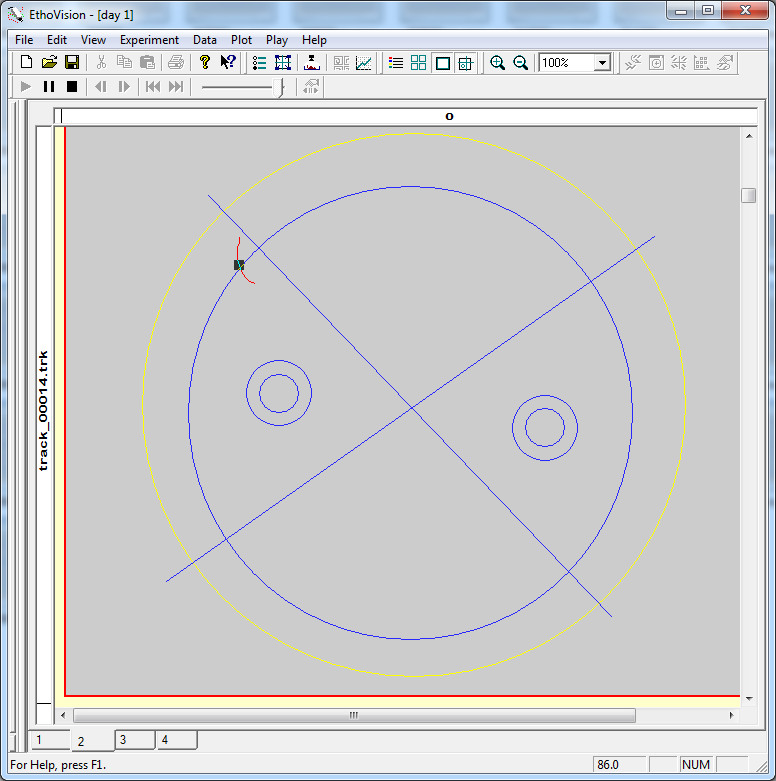 EthoVision - [day 1]
File Edit View Experiment Data Plot Play Help
100%
o
track_00014.trk
1 2 3 4
For Help, press F1. 86.0 NUM